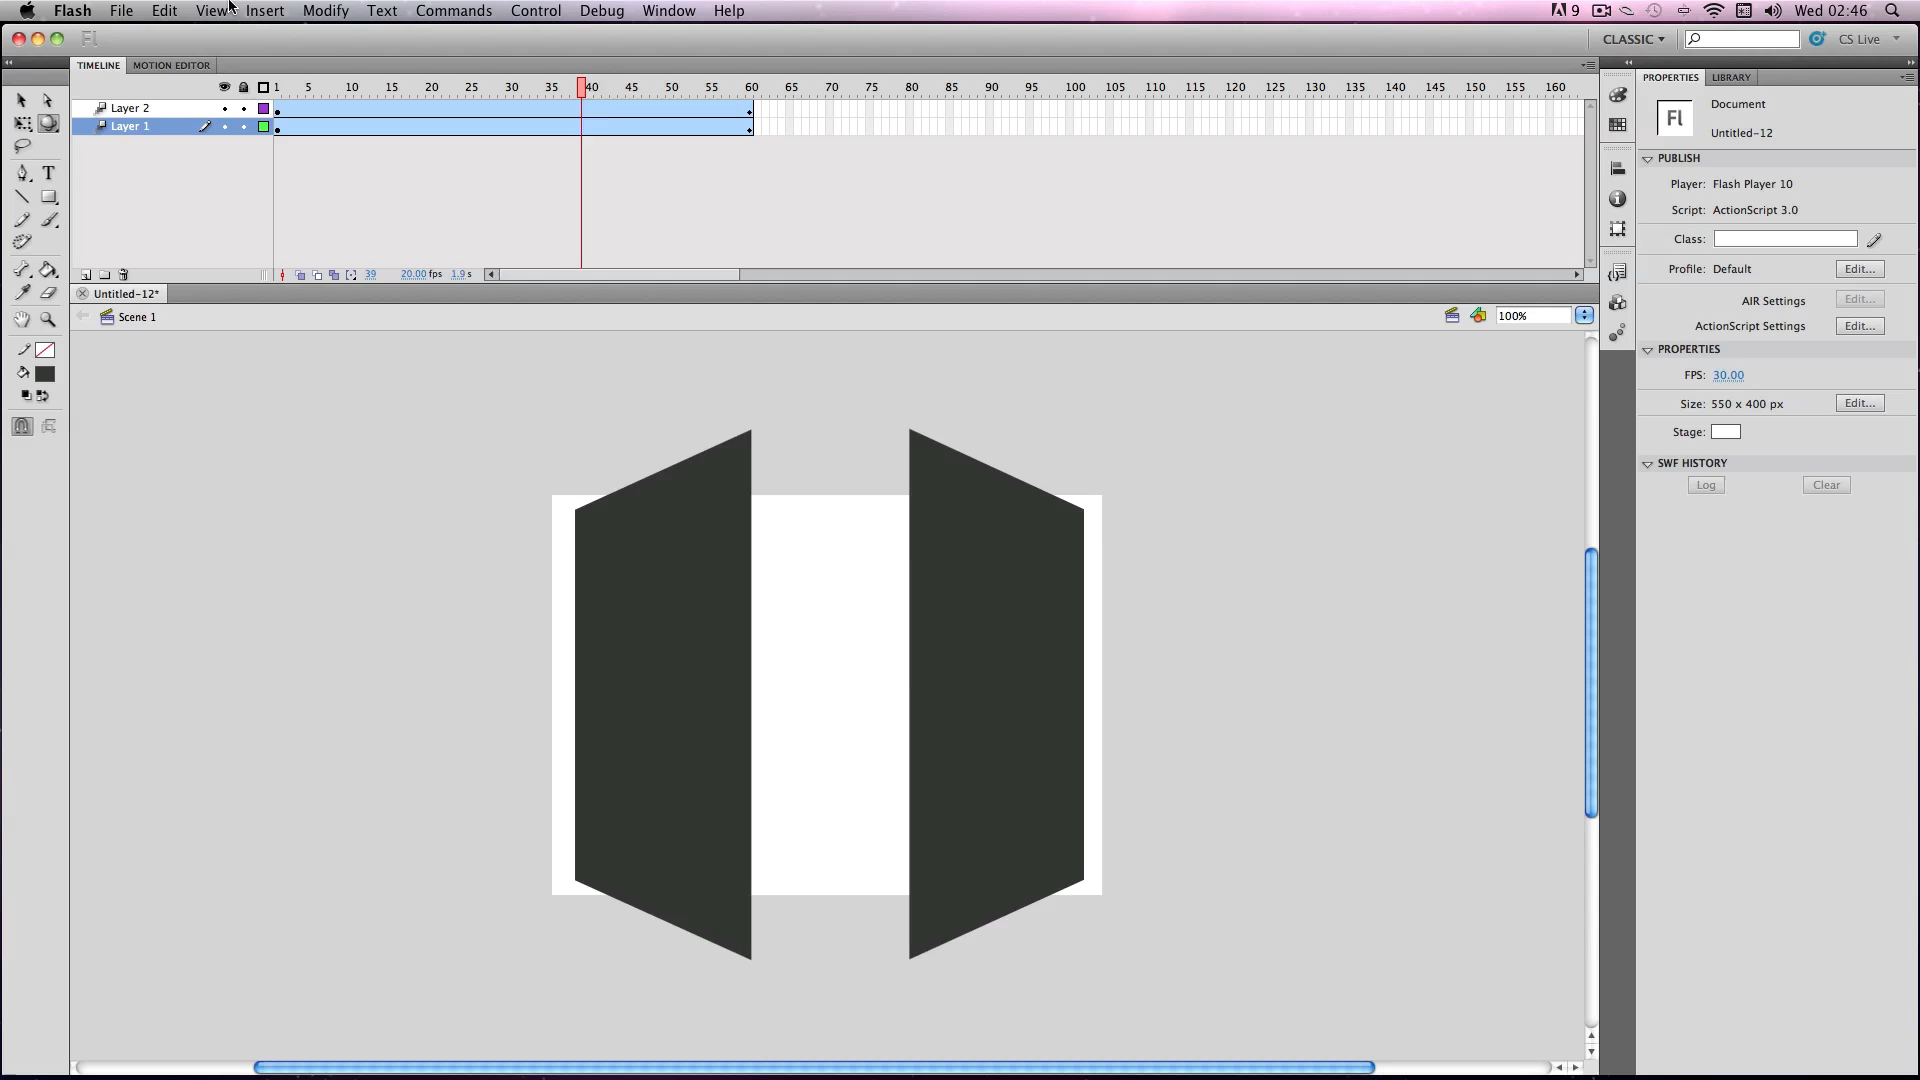 Flash File Edit View Insert Modify Text Commands Control Debug Window Help 9 Wed 02:46
Fl CLASSIC CS Live
TIMELINE MOTION EDITOR
1 5 10 15 20 25 30 35 40 45 50 55 60 65 70 75 80 85 90 95 100 105 110 115 120 125 130 135 140 145 150 155 160
Layer 2
Layer 1
39 20.00 fps 1.9 s
Untitled-12*
Scene 1 100%
PROPERTIES LIBRARY
Fl
Document
Untitled-12
PUBLISH
Player: Flash Player 10
Script: ActionScript 3.0
Class:
Profile: Default Edit...
AIR Settings Edit...
ActionScript Settings Edit...
PROPERTIES
FPS: 30.00
Size: 550 x 400 px Edit...
Stage:
SWF HISTORY
Log Clear